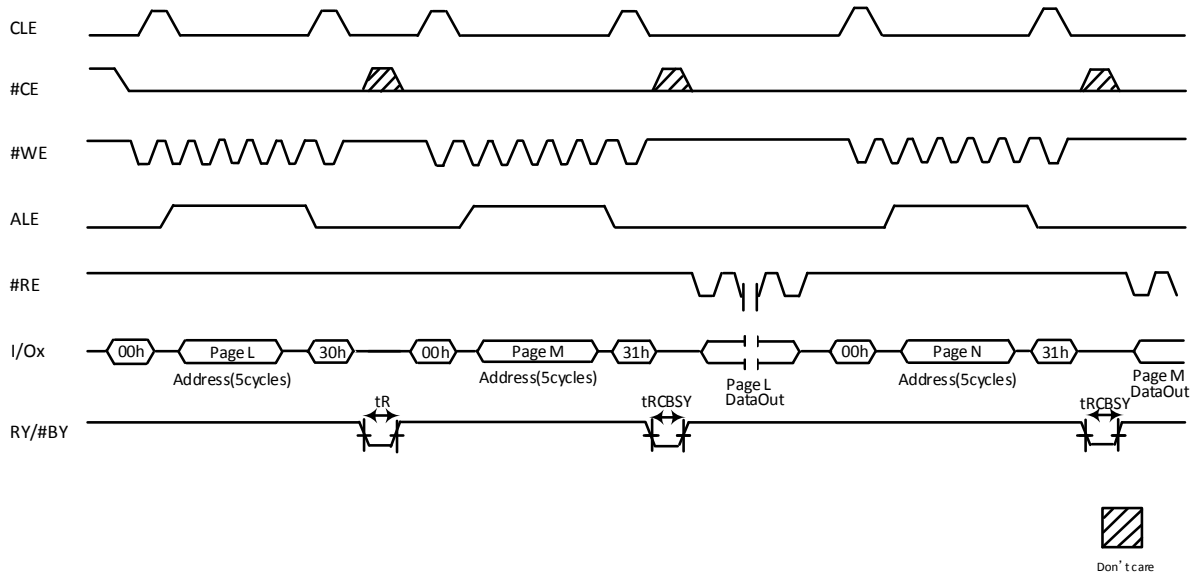 CLE
#CE
#WE
ALE
#RE
I/Ox
00h
Page L
30h
00h
Page M
31h
00h
Page N
31h
Address(5cycles)
Address(5cycles)
Page L
DataOut
Address(5cycles)
Page M
DataOut
tR
tRCBSY
tRCBSY
RY/#BY
Don't care